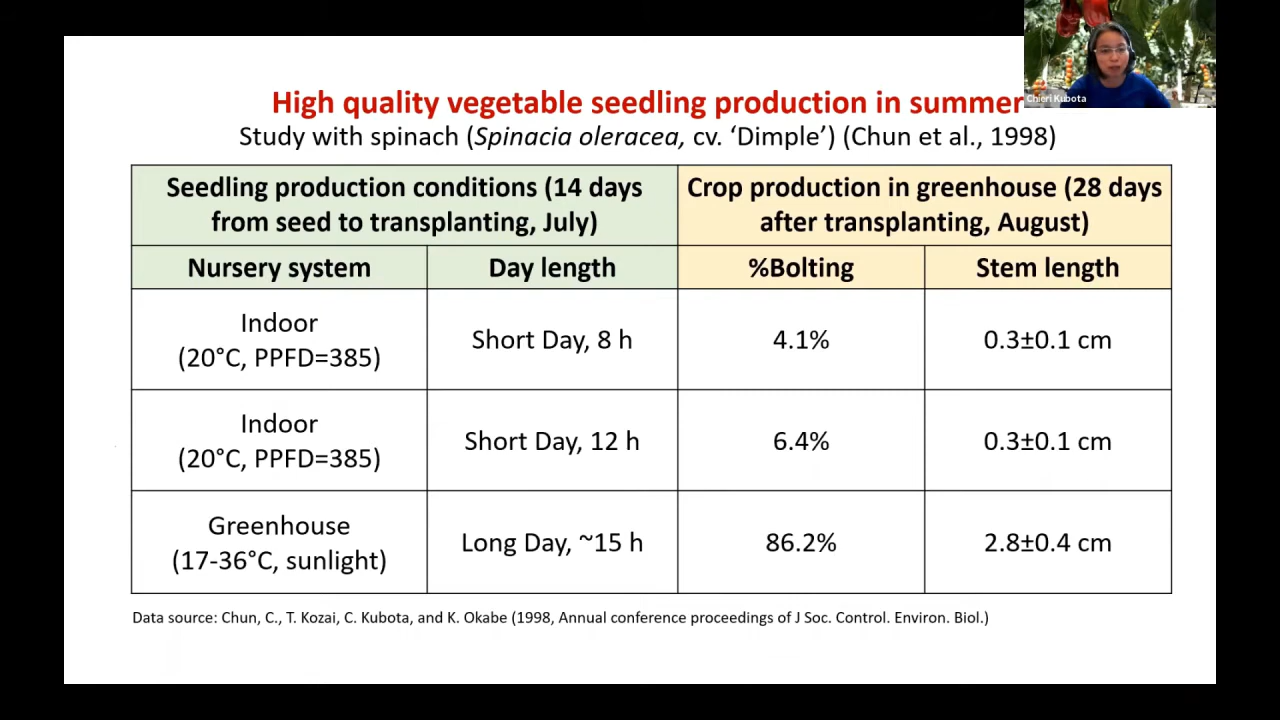 High quality vegetable seedling production in summer
Chieri Kubota
Study with spinach (Spinacia oleracea, cv. ‘Dimple’) (Chun et al., 1998)
Seedling production conditions (14 days
from seed to transplanting, July)
Crop production in greenhouse (28 days
after transplanting, August)
Nursery system
Day length
%Bolting
Stem length
Indoor
(20°C, PPFD=385)
Short Day, 8 h
4.1%
0.3±0.1 cm
Indoor
(20°C, PPFD=385)
Short Day, 12 h
6.4%
0.3±0.1 cm
Greenhouse
(17-36°C, sunlight)
Long Day, ~15 h
86.2%
2.8±0.4 cm
Data source: Chun, C., T. Kozai, C. Kubota, and K. Okabe (1998, Annual conference proceedings of J Soc. Control. Environ. Biol.)